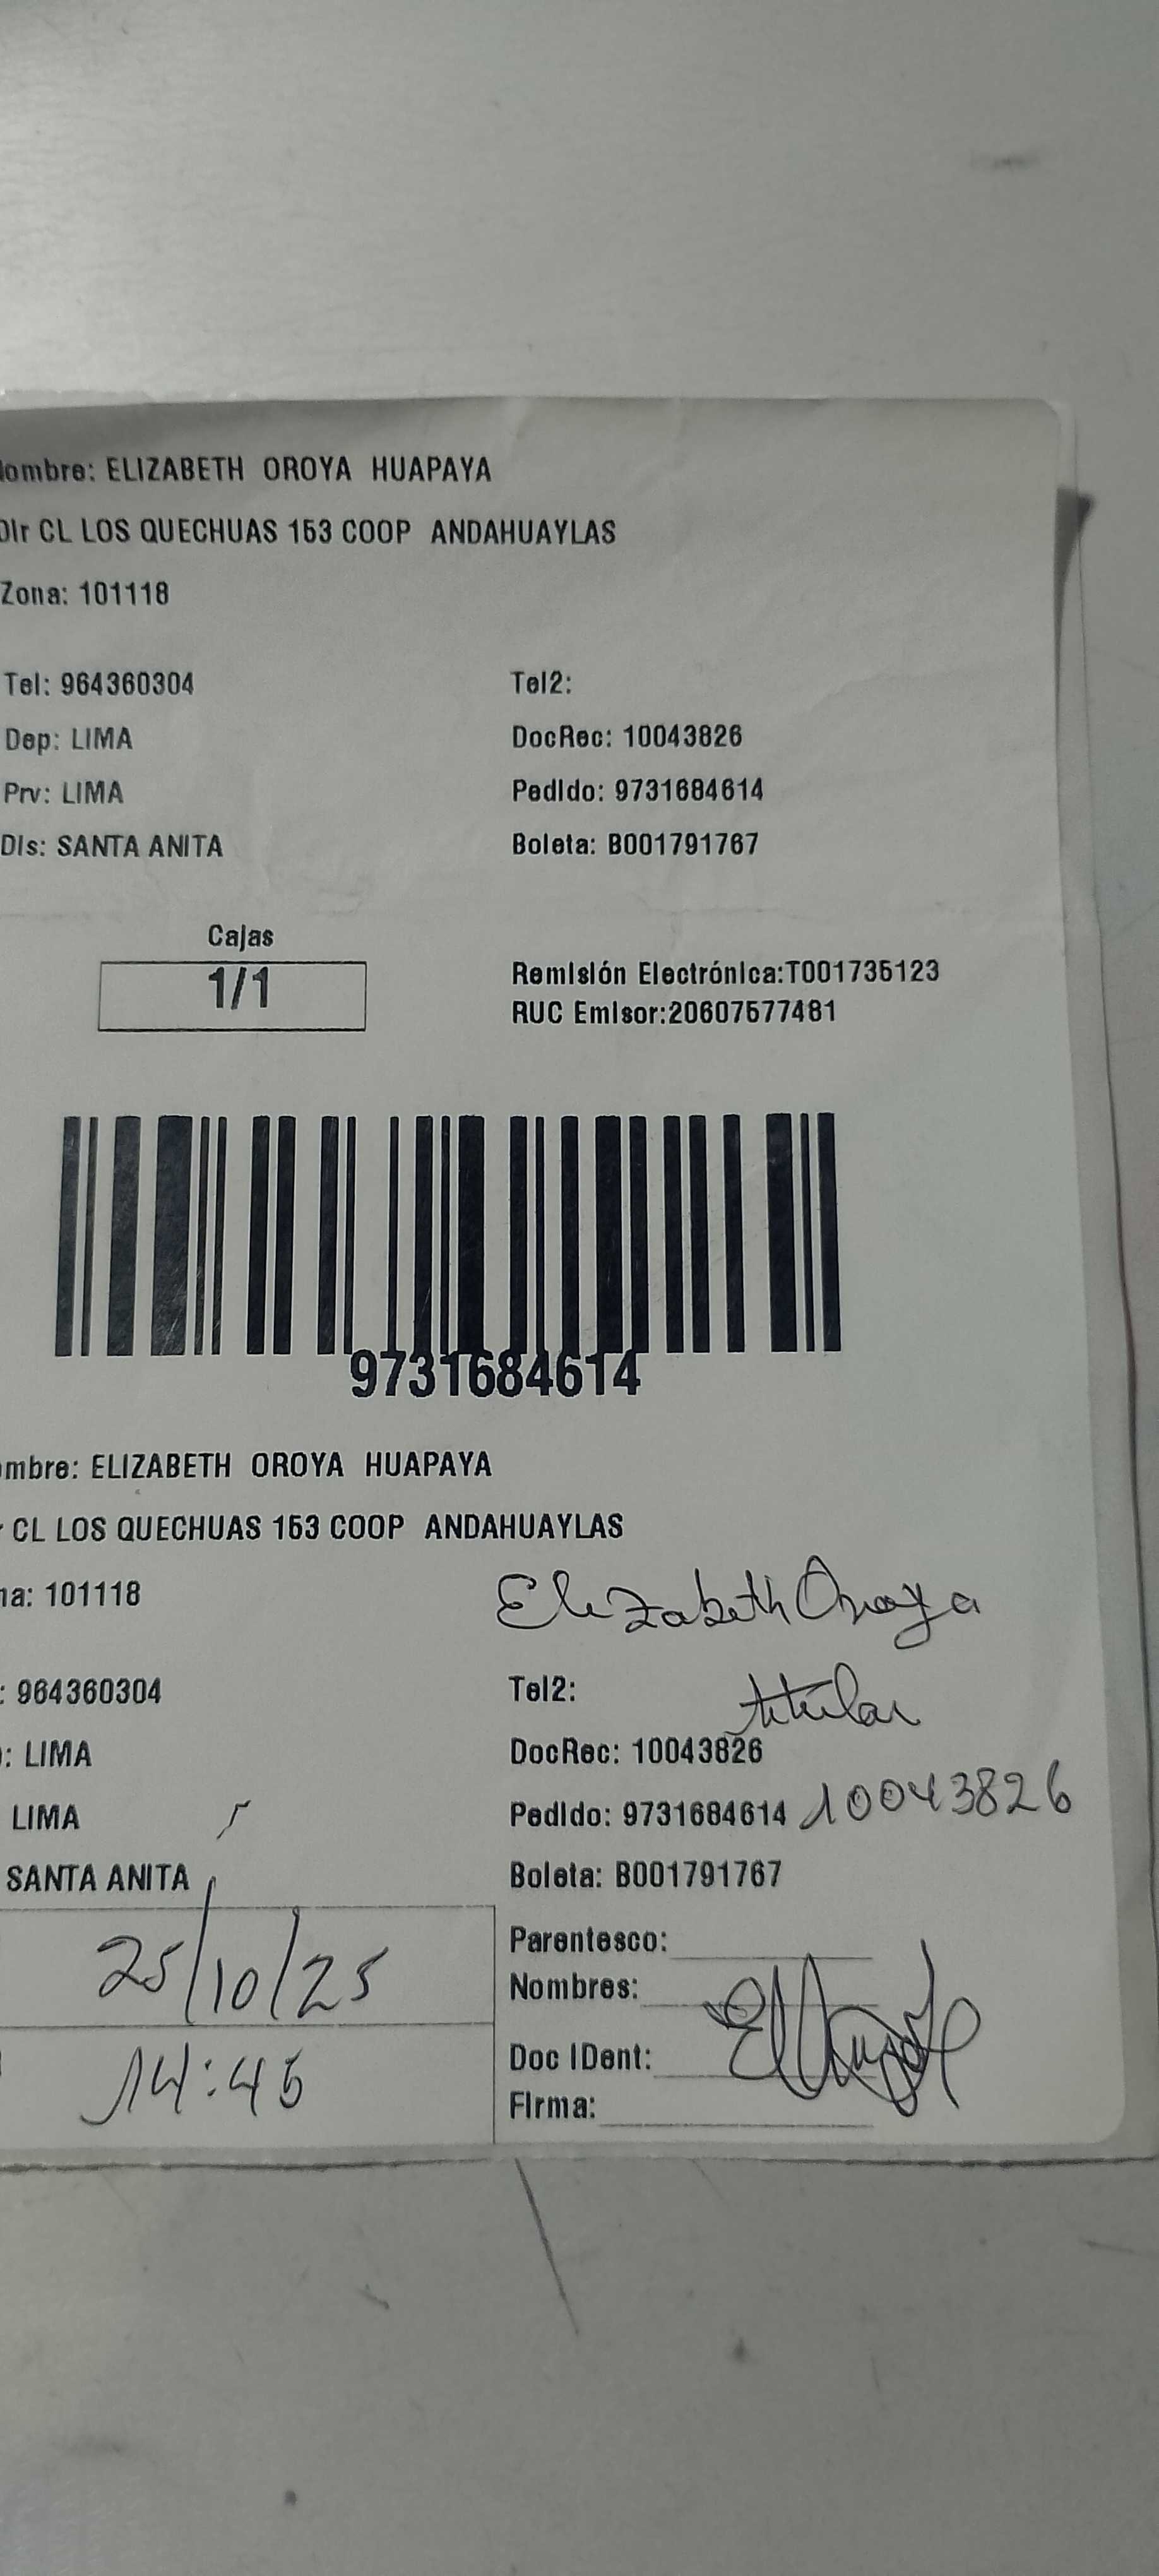 ombre: ELIZABETH OROYA HUAPAYA
Dir CL LOS QUECHUAS 153 COOP ANDAHUAYLAS
Zona: 101118
Tel: 964360304 Tel2:
Dep: LIMA DocRec: 10043826
Prv: LIMA Pedido: 9731684614
Dis: SANTA ANITA Boleta: B001791767
Cajas
1/1
Remisión Electrónica:T001735123
RUC Emisor:20607577481
9731684614
ombre: ELIZABETH OROYA HUAPAYA
CL LOS QUECHUAS 153 COOP ANDAHUAYLAS
na: 101118 Elizabeth Oroya
: 964360304 Tel2: titular
: LIMA DocRec: 10043826
LIMA Pedido: 9731684614 10043826
SANTA ANITA Boleta: B001791767
25/10/25 Parentesco:
Nombres:
14:45 Doc IDent:
Firma: